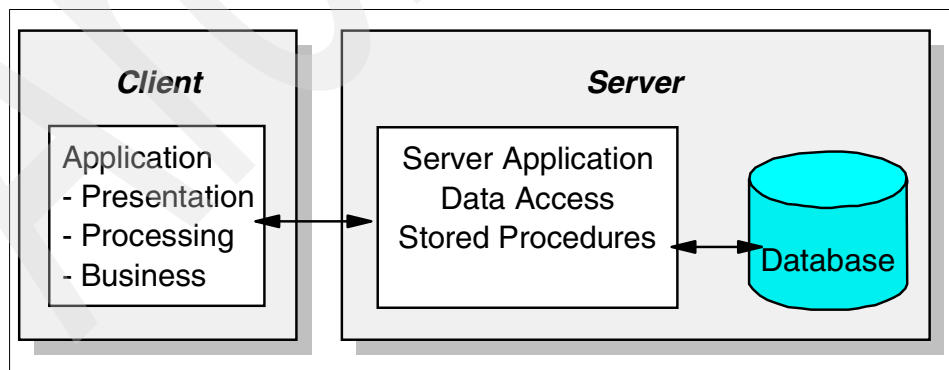 Client
Application
- Presentation
- Processing
- Business
Server
Server Application
Data Access
Stored Procedures
Database